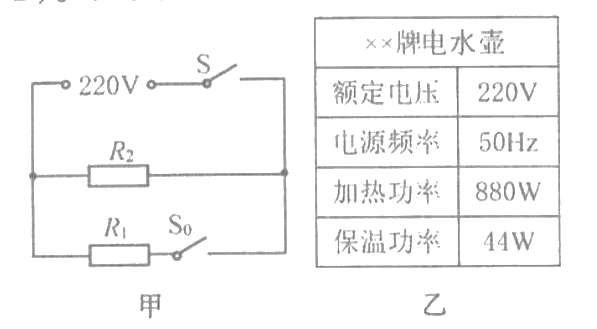 220V S
R₂
R₁ S₀
甲
××牌电水壶
额定电压 220V
电源频率 50Hz
加热功率 880W
保温功率 44W
乙